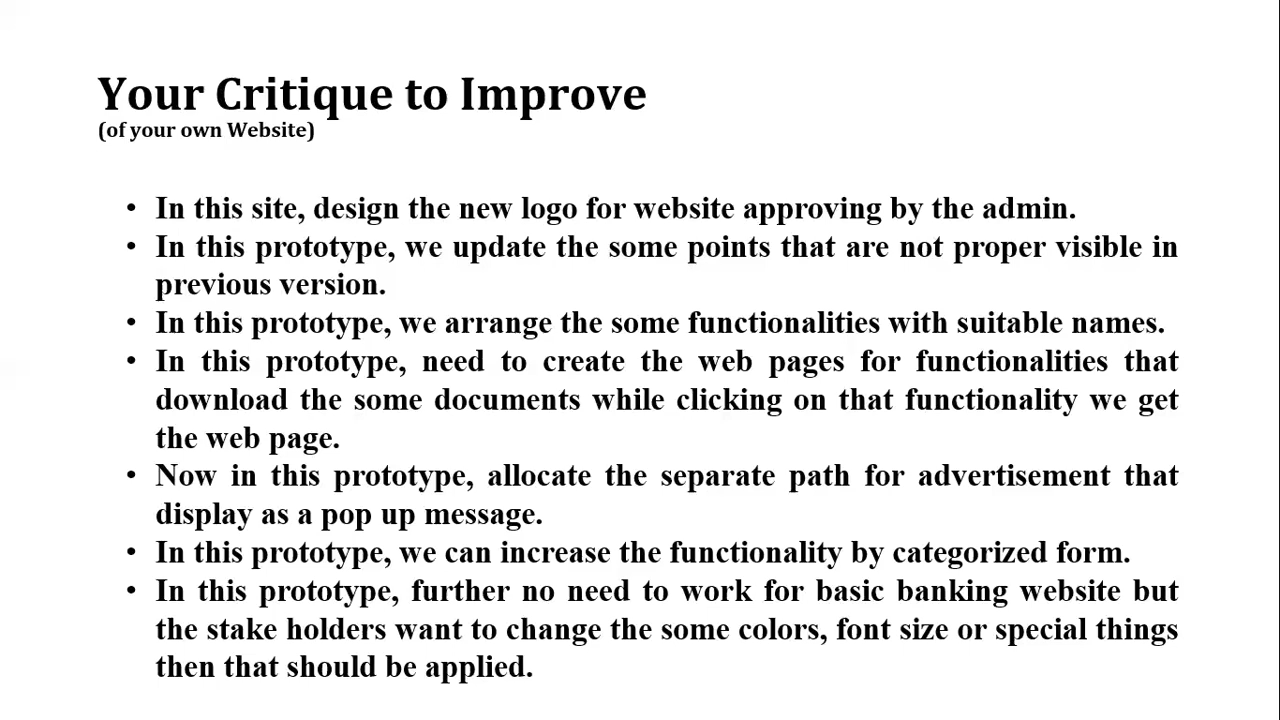 Your Critique to Improve
(of your own Website)
• In this site, design the new logo for website approving by the admin.
• In this prototype, we update the some points that are not proper visible in
previous version.
• In this prototype, we arrange the some functionalities with suitable names.
• In this prototype, need to create the web pages for functionalities that
download the some documents while clicking on that functionality we get
the web page.
• Now in this prototype, allocate the separate path for advertisement that
display as a pop up message.
• In this prototype, we can increase the functionality by categorized form.
• In this prototype, further no need to work for basic banking website but
the stake holders want to change the some colors, font size or special things
then that should be applied.